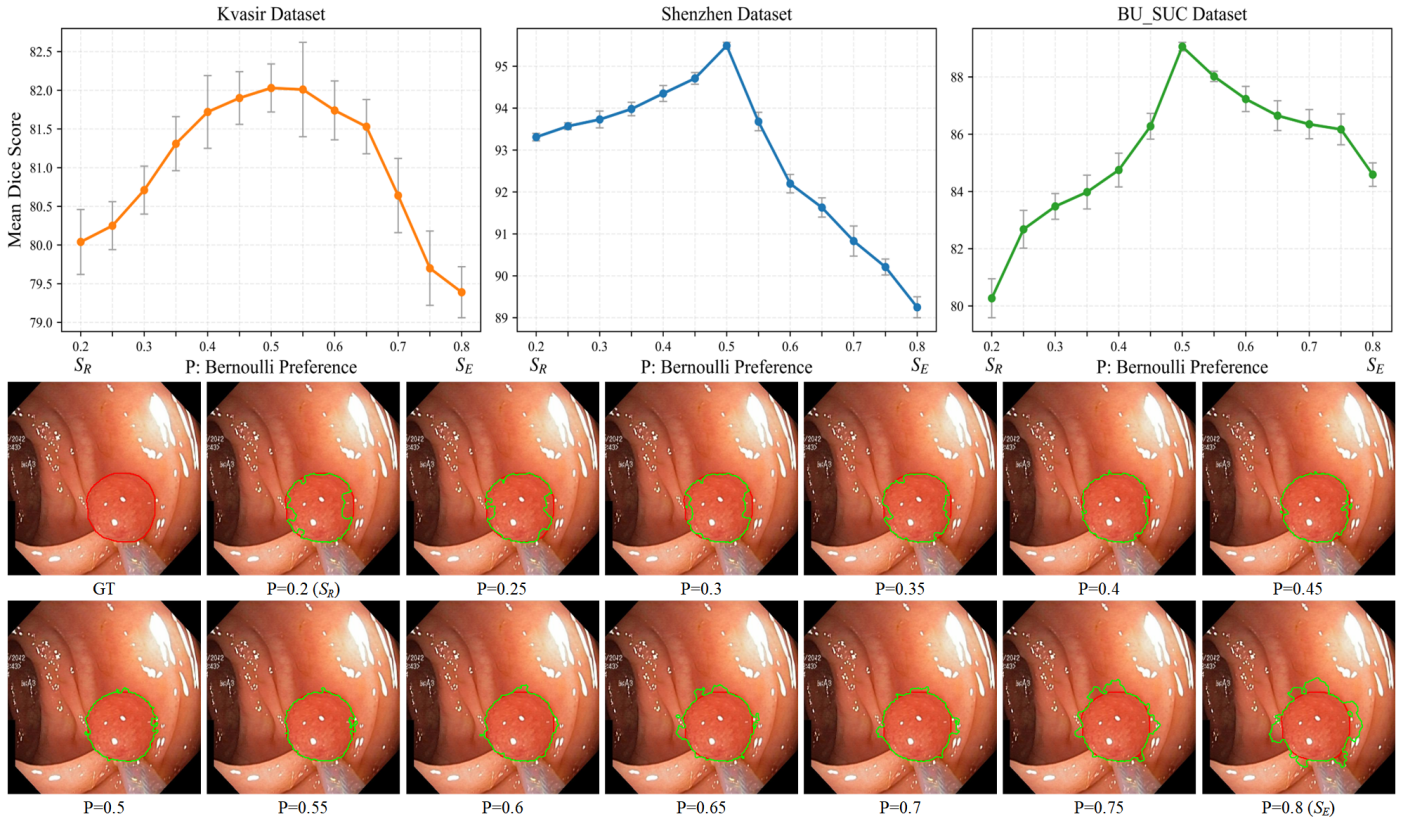 Kvasir Dataset
Shenzhen Dataset
BU_SUC Dataset
Mean Dice Score
82.5
82.0
81.5
81.0
80.5
80.0
79.5
79.0
0.2 0.3 0.4 0.5 0.6 0.7 0.8
S_R P: Bernoulli Preference S_E
95
94
93
92
91
90
89
0.2 0.3 0.4 0.5 0.6 0.7 0.8
S_R P: Bernoulli Preference S_E
88
86
84
82
80
0.2 0.3 0.4 0.5 0.6 0.7 0.8
S_R P: Bernoulli Preference S_E
GT P=0.2 (S_R) P=0.25 P=0.3 P=0.35 P=0.4 P=0.45
P=0.5 P=0.55 P=0.6 P=0.65 P=0.7 P=0.75 P=0.8 (S_E)